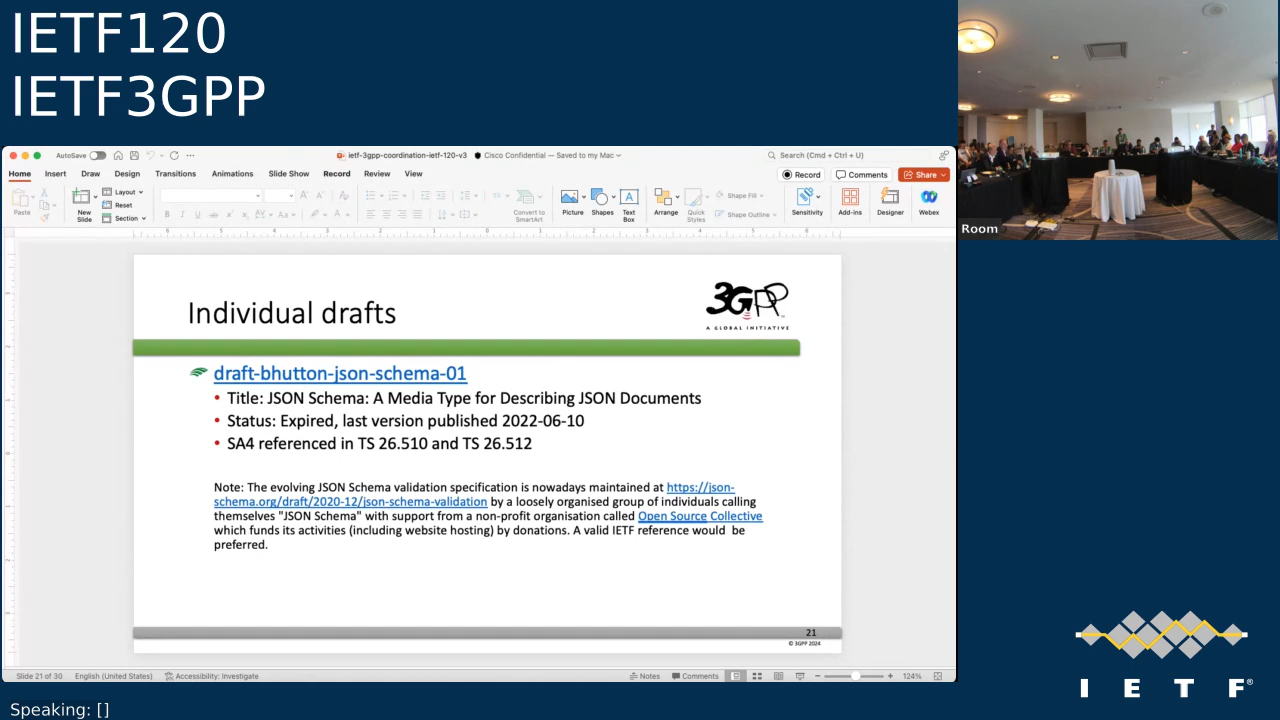 IETF120
IETF3GPP
AutoSave
ietf-3gpp-coordination-ietf-120-v3
Cisco Confidential — Saved to my Mac
Search (Cmd + Ctrl + U)
Home Insert Draw Design Transitions Animations Slide Show Record Review View
Record Comments Share
Paste
New Slide
Layout
Reset
Section
Convert to SmartArt
Picture
Shapes
Text Box
Arrange
Quick Styles
Shape Fill
Shape Outline
Sensitivity
Add-ins
Designer
Webex
Room
Individual drafts
3GPP
A GLOBAL INITIATIVE
draft-bhutton-json-schema-01
• Title: JSON Schema: A Media Type for Describing JSON Documents
• Status: Expired, last version published 2022-06-10
• SA4 referenced in TS 26.510 and TS 26.512
Note: The evolving JSON Schema validation specification is nowadays maintained at https://json-
schema.org/draft/2020-12/json-schema-validation by a loosely organised group of individuals calling
themselves "JSON Schema" with support from a non-profit organisation called Open Source Collective
which funds its activities (including website hosting) by donations. A valid IETF reference would be
preferred.
21
© 3GPP 2024
Slide 21 of 30 English (United States) Accessibility: Investigate
Notes Comments 124%
I E T F®
Speaking: []